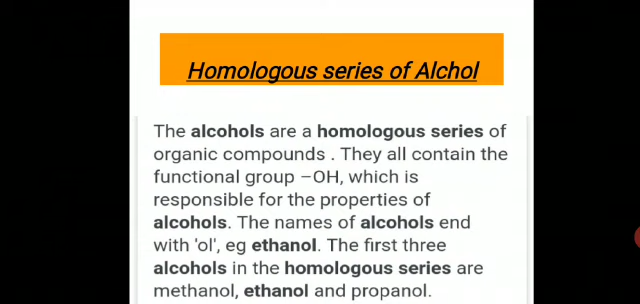 Homologous series of Alchol
The alcohols are a homologous series of
organic compounds . They all contain the
functional group –OH, which is
responsible for the properties of
alcohols. The names of alcohols end
with 'ol', eg ethanol. The first three
alcohols in the homologous series are
methanol, ethanol and propanol.